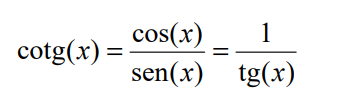 cotg(x) = cos(x)/sen(x) = 1/tg(x)